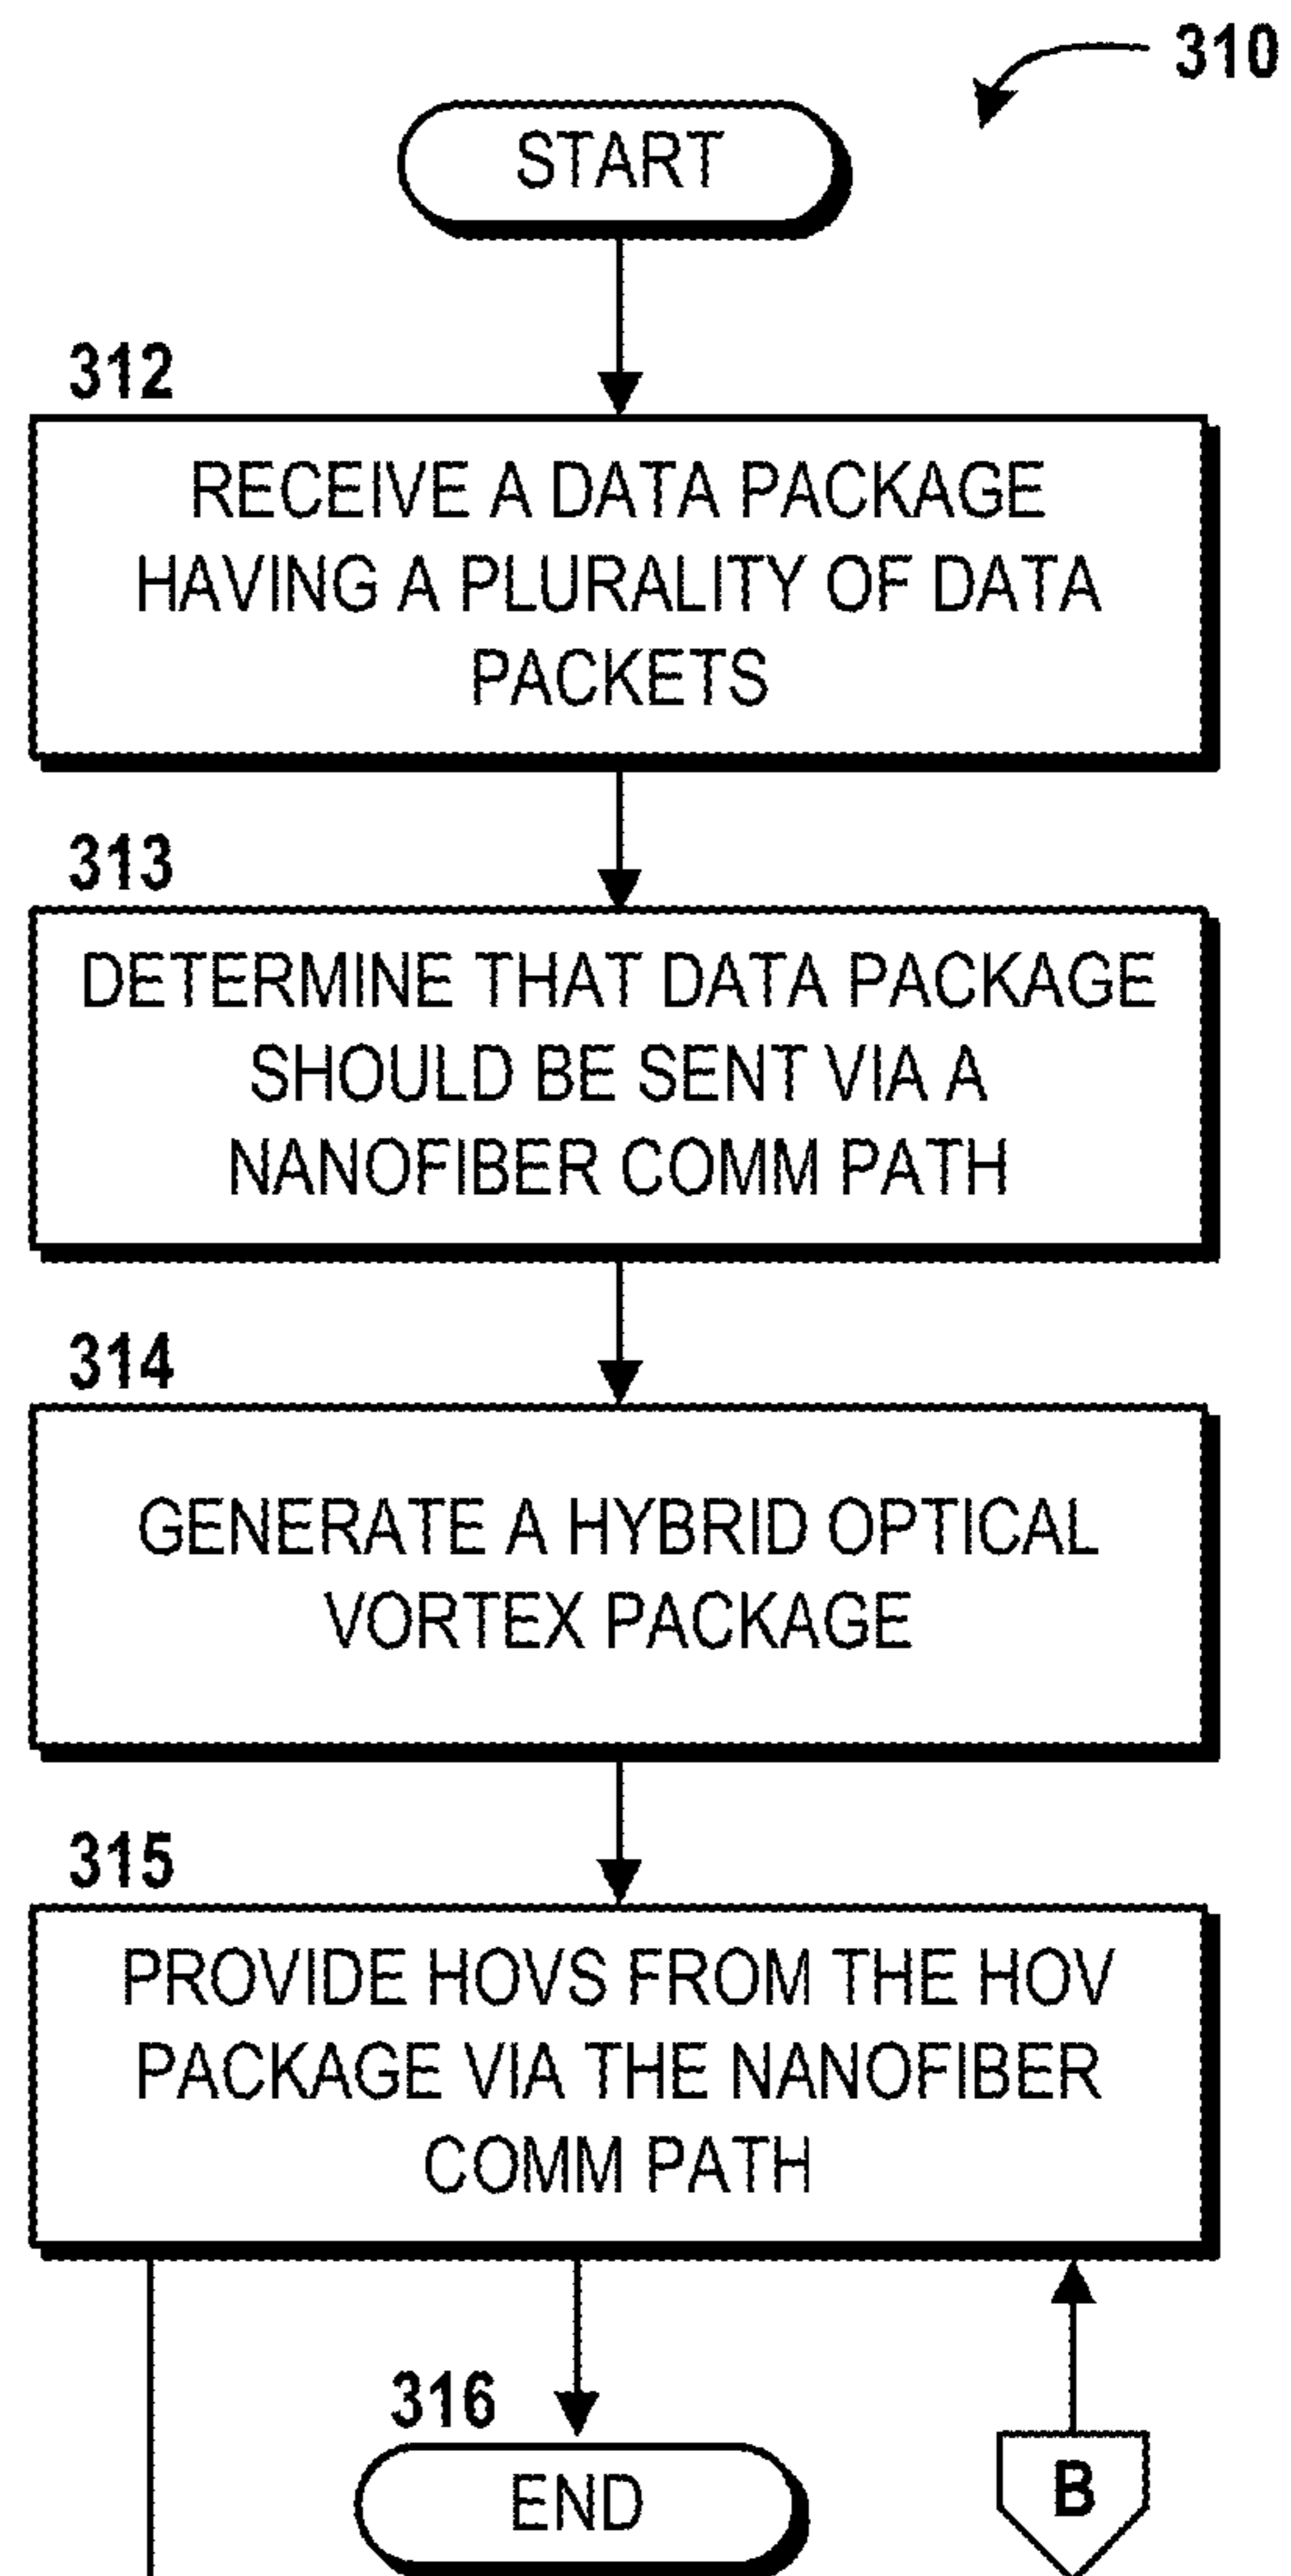 310
START
312
RECEIVE A DATA PACKAGE
HAVING A PLURALITY OF DATA
PACKETS
313
DETERMINE THAT DATA PACKAGE
SHOULD BE SENT VIA A
NANOFIBER COMM PATH
314
GENERATE A HYBRID OPTICAL
VORTEX PACKAGE
315
PROVIDE HOVS FROM THE HOV
PACKAGE VIA THE NANOFIBER
COMM PATH
316
END
B